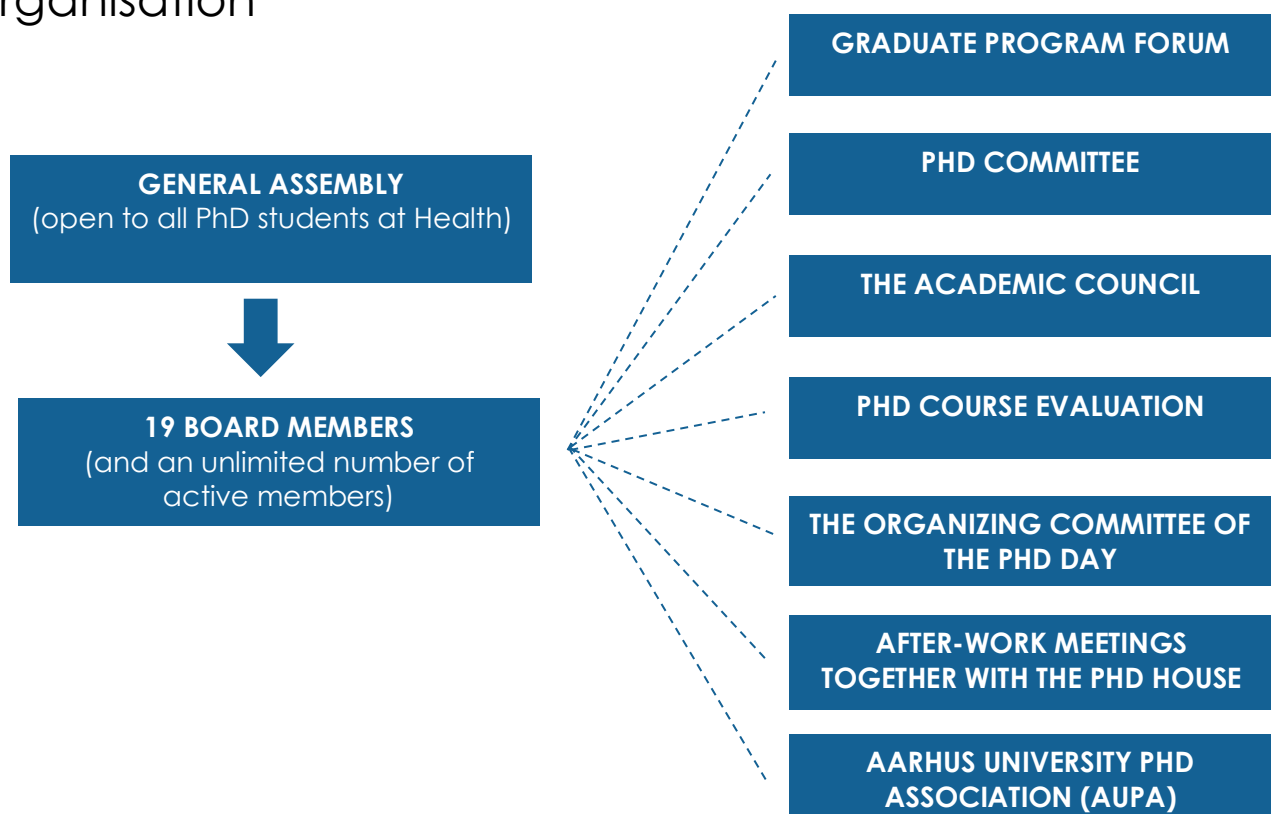 rganisation
GENERAL ASSEMBLY
(open to all PhD students at Health)
19 BOARD MEMBERS
(and an unlimited number of
active members)
GRADUATE PROGRAM FORUM
PHD COMMITTEE
THE ACADEMIC COUNCIL
PHD COURSE EVALUATION
THE ORGANIZING COMMITTEE OF
THE PHD DAY
AFTER-WORK MEETINGS
TOGETHER WITH THE PHD HOUSE
AARHUS UNIVERSITY PHD
ASSOCIATION (AUPA)